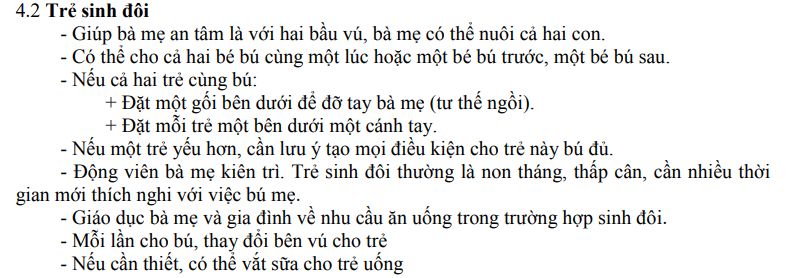 4.2 Trẻ sinh đôi
- Giúp bà mẹ an tâm là với hai bầu vú, bà mẹ có thể nuôi cả hai con.
- Có thể cho cả hai bé bú cùng một lúc hoặc một bé bú trước, một bé bú sau.
- Nếu cả hai trẻ cùng bú:
+ Đặt một gối bên dưới để đỡ tay bà mẹ (tư thế ngồi).
+ Đặt mỗi trẻ một bên dưới một cánh tay.
- Nếu một trẻ yếu hơn, cần lưu ý tạo mọi điều kiện cho trẻ này bú đủ.
- Động viên bà mẹ kiên trì. Trẻ sinh đôi thường là non tháng, thấp cân, cần nhiều thời
gian mới thích nghi với việc bú mẹ.
- Giáo dục bà mẹ và gia đình về nhu cầu ăn uống trong trường hợp sinh đôi.
- Mỗi lần cho bú, thay đổi bên vú cho trẻ
- Nếu cần thiết, có thể vắt sữa cho trẻ uống